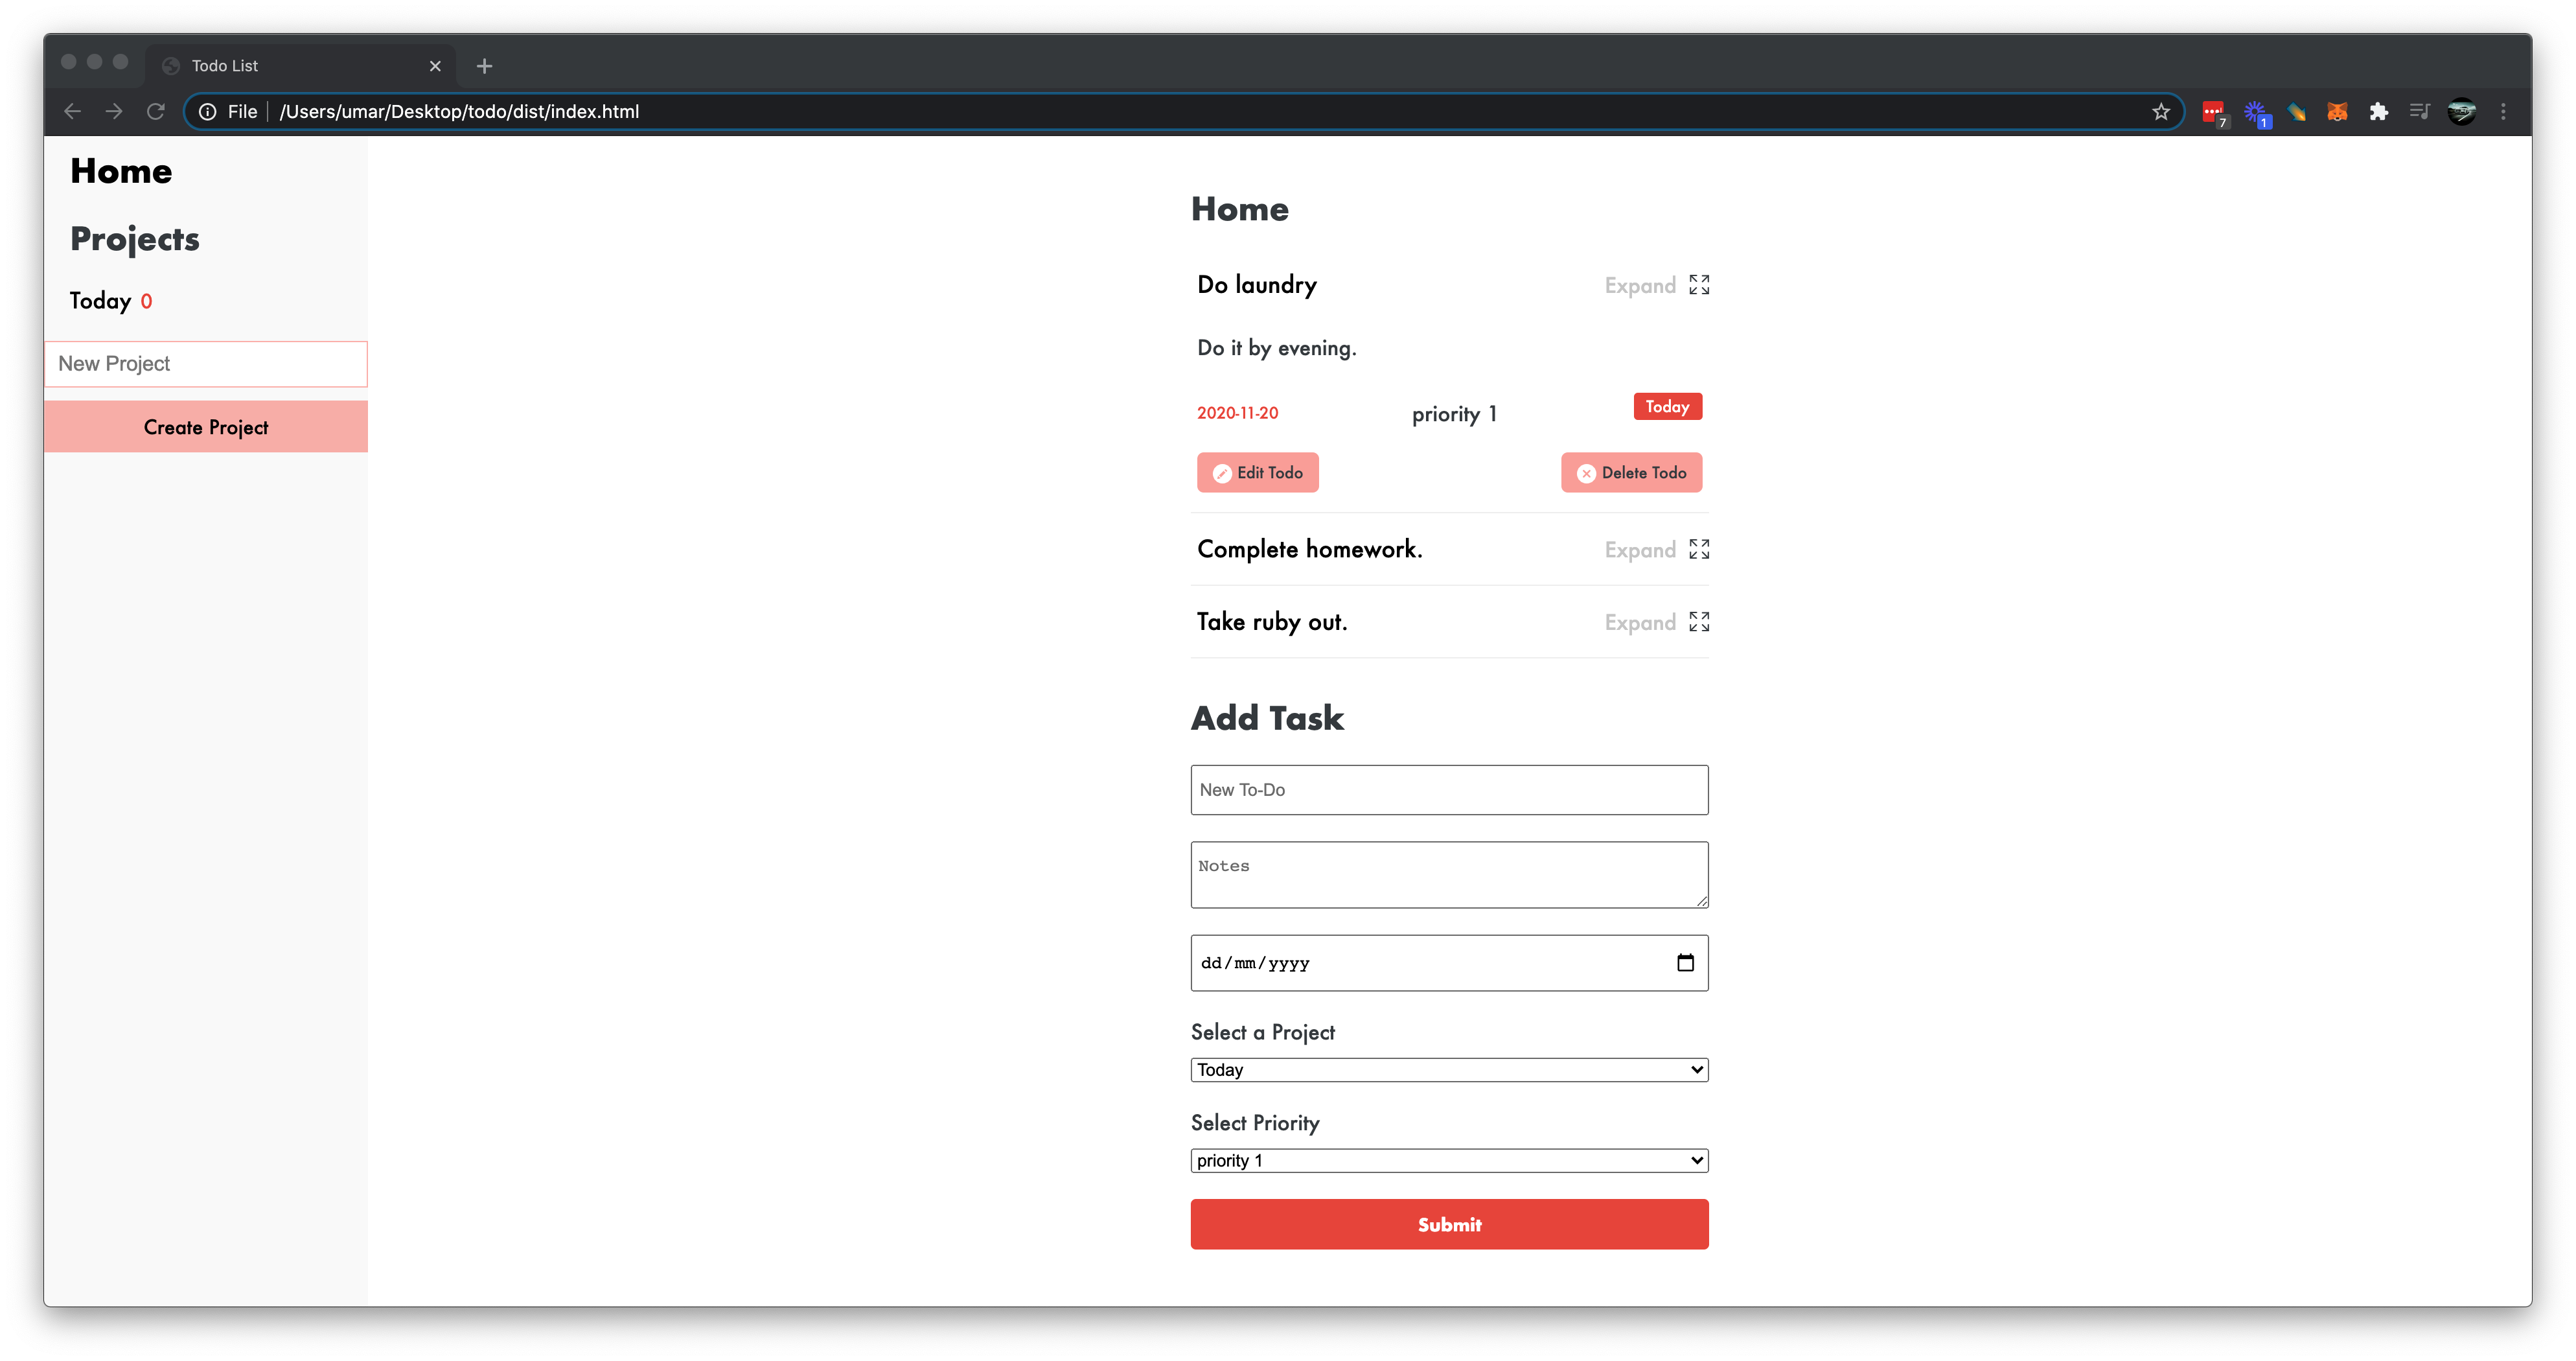 Todo List
File /Users/umar/Desktop/todo/dist/index.html
7
1
Home
Projects
Today 0
New Project
Create Project
Home
Do laundry Expand
Do it by evening.
2020-11-20 priority 1 Today
Edit Todo Delete Todo
Complete homework. Expand
Take ruby out. Expand
Add Task
New To-Do
Notes
dd/mm/yyyy
Select a Project
Today
Select Priority
priority 1
Submit